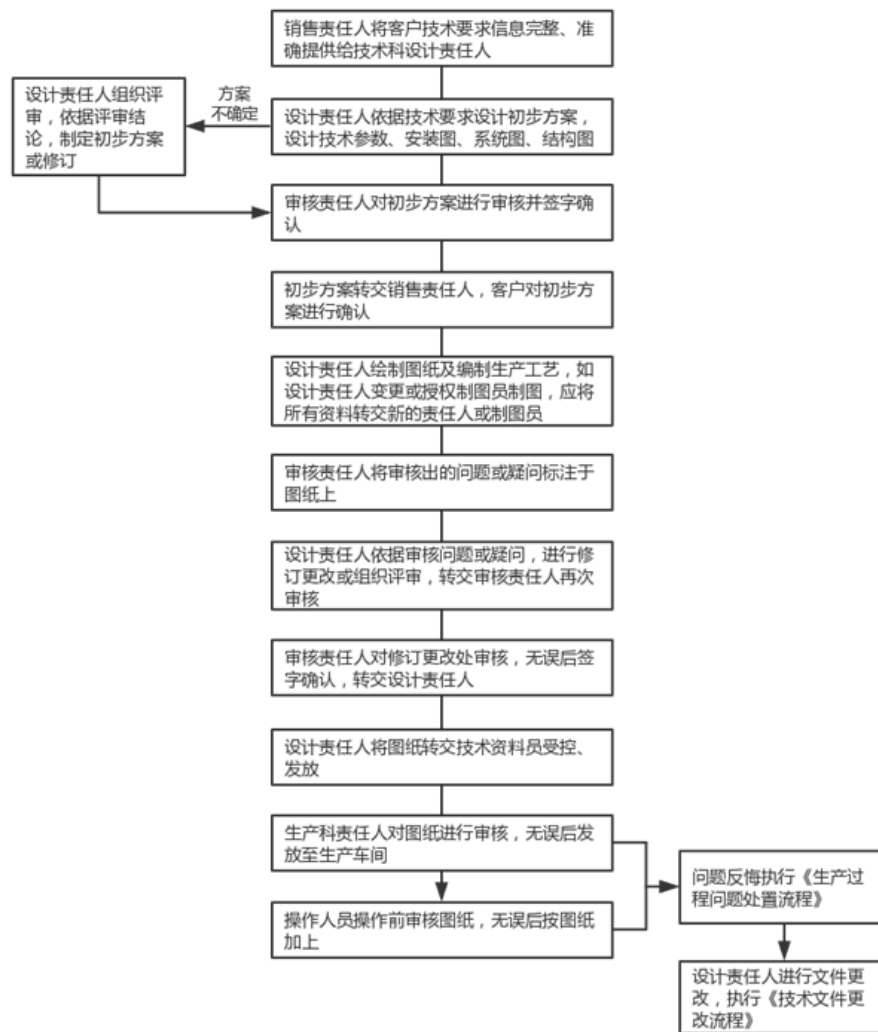 销售责任人将客户技术要求信息完整、准
确提供给技术科设计责任人
设计责任人组织评
审，依据评审结
论，制定初步方案
或修订
方案
不确定
设计责任人依据技术要求设计初步方案，
设计技术参数、安装图、系统图、结构图
审核责任人对初步方案进行审核并签字确
认
初步方案转交销售责任人，客户对初步方
案进行确认
设计责任人绘制图纸及编制生产工艺，如
设计责任人变更或授权制图员制图，应将
所有资料转交新的责任人或制图员
审核责任人将审核出的问题或疑问标注于
图纸上
设计责任人依据审核问题或疑问，进行修
订更改或组织评审，转交审核责任人再次
审核
审核责任人对修订更改处审核，无误后签
字确认，转交设计责任人
设计责任人将图纸转交技术资料员受控、
发放
生产科责任人对图纸进行审核，无误后发
放至生产车间
操作人员操作前审核图纸，无误后按图纸
加上
问题反悔执行《生产过
程问题处置流程》
设计责任人进行文件更
改，执行《技术文件更
改流程》